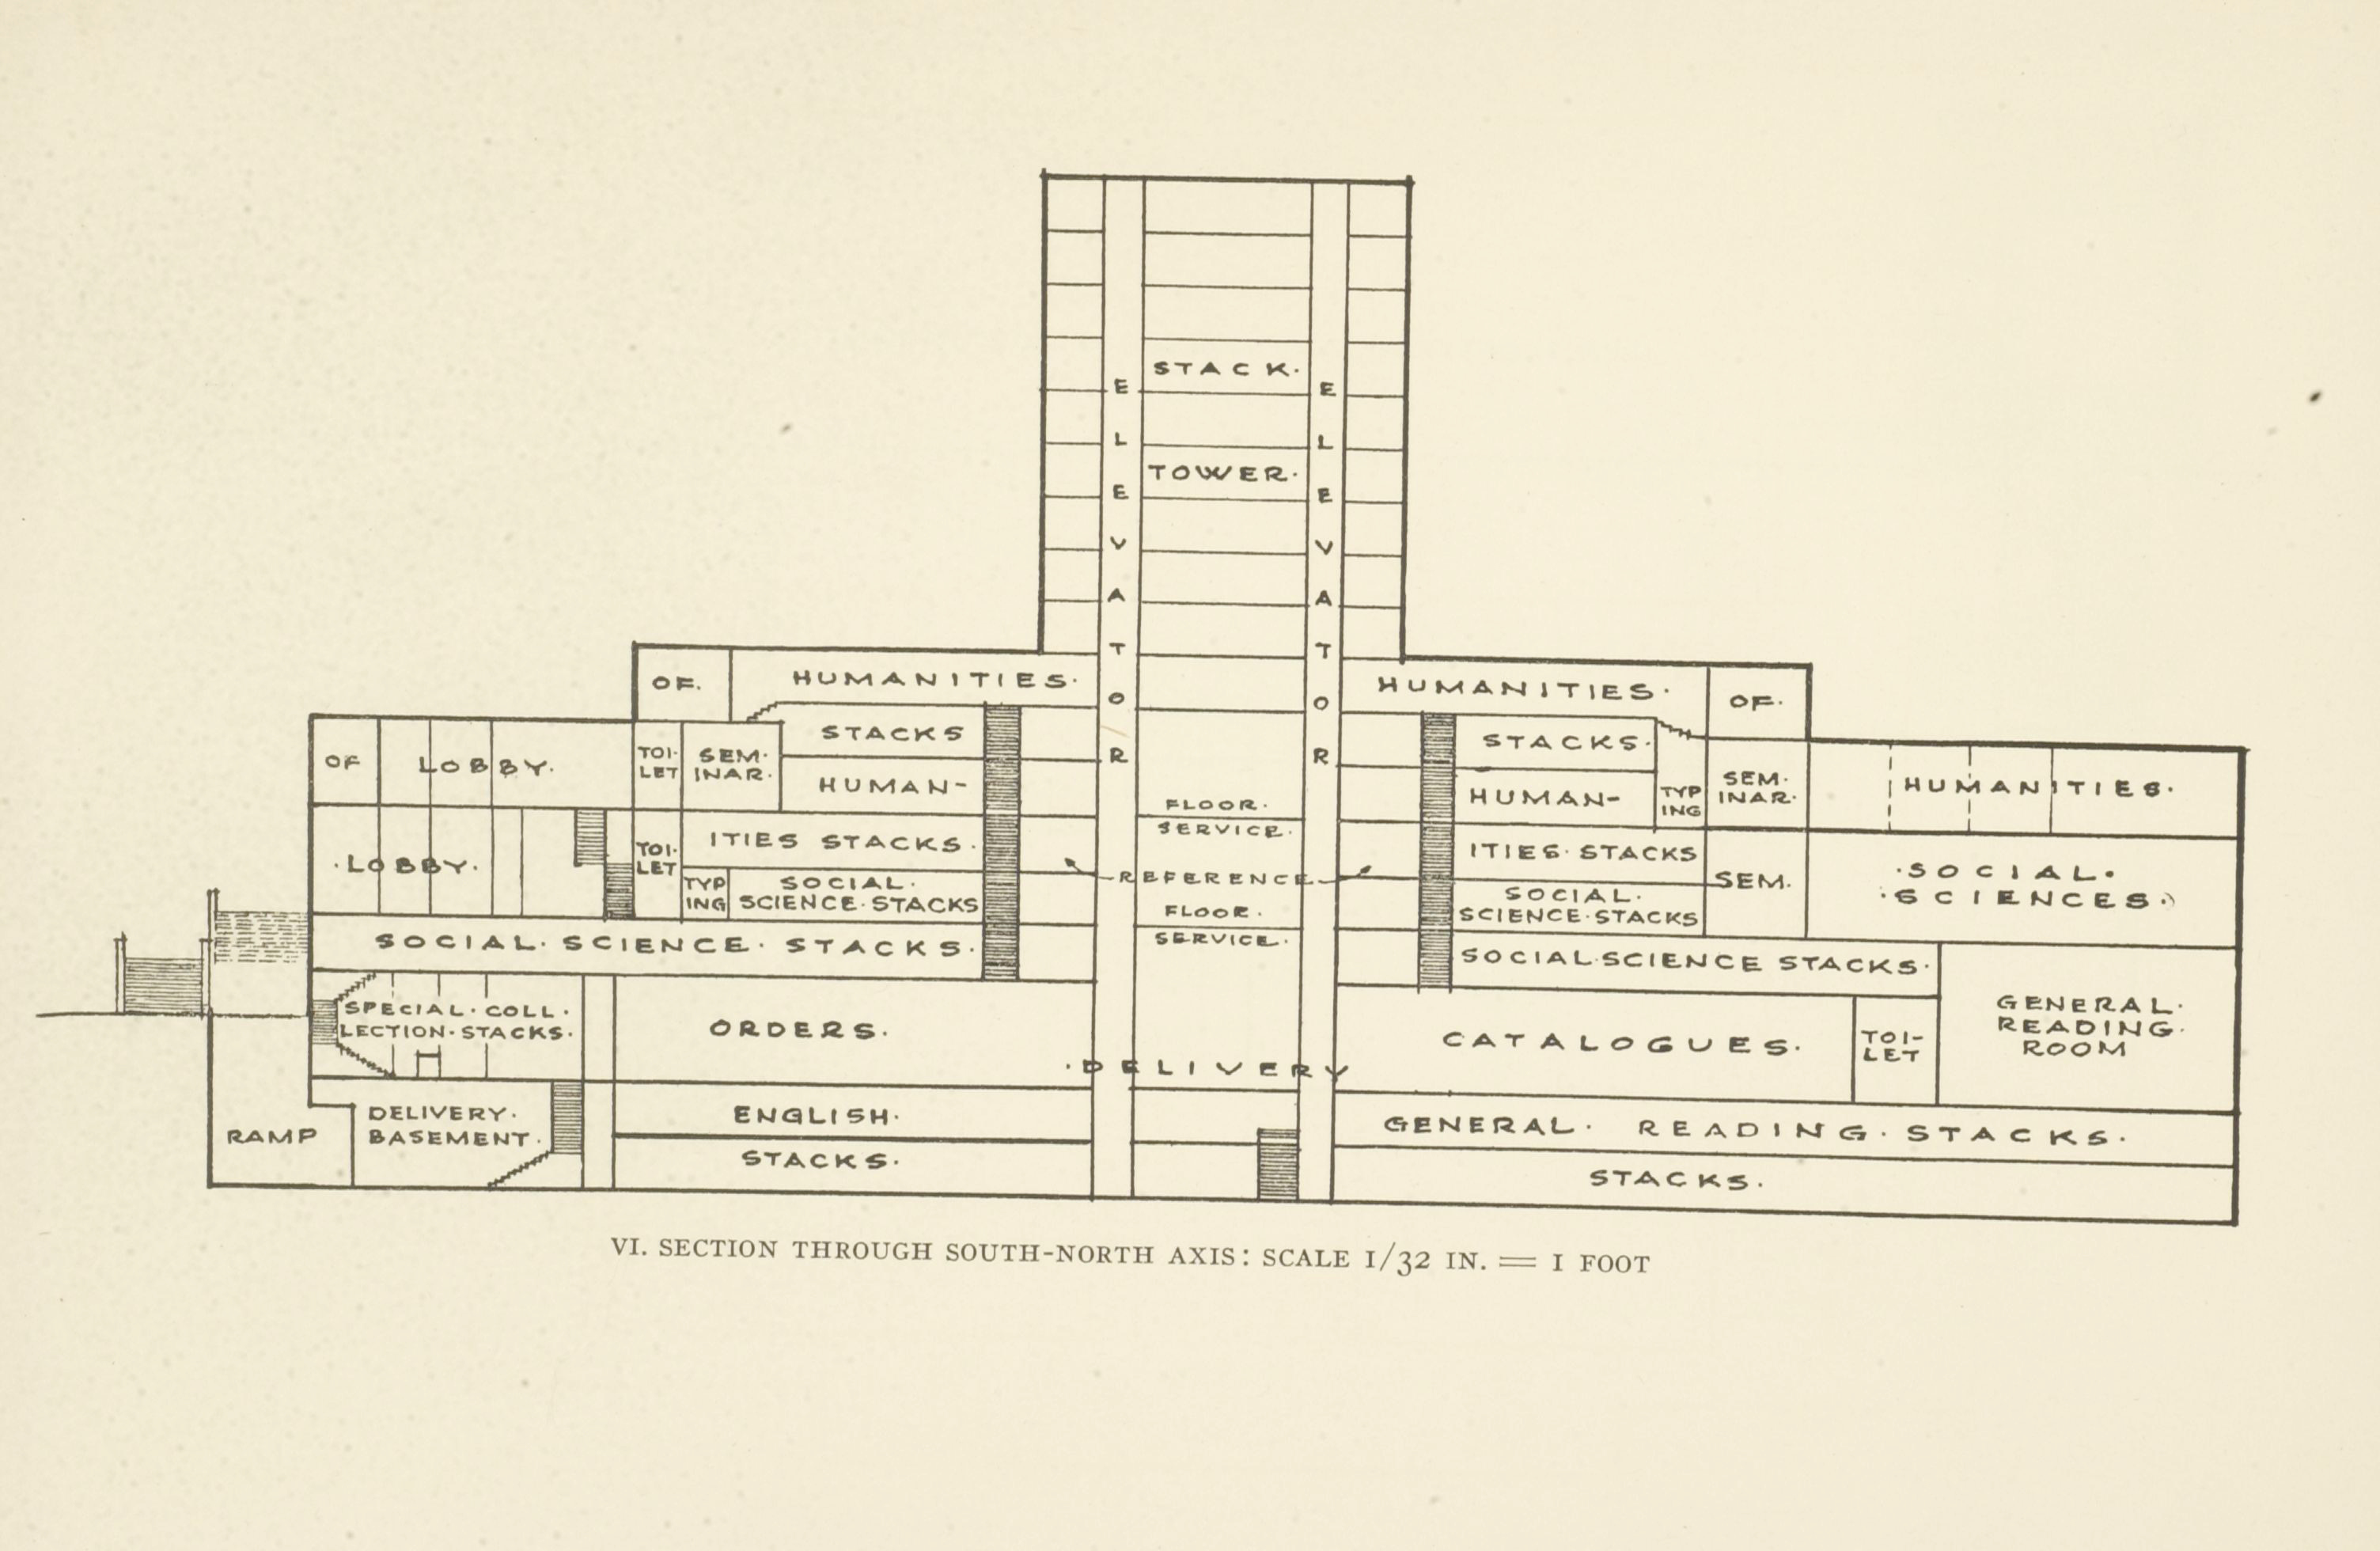 STACK.
TOWER.
ELEVATOR
ELEVATOR
OF.
HUMANITIES.
HUMANITIES.
OF.
OF
LOBBY.
TOI-
LET
SEM-
INAR.
STACKS
HUMAN-
STACKS.
HUMAN-
TYP
ING
SEM-
INAR.
HUMANITIES.
FLOOR.
SERVICE.
.LOBBY.
TOI-
LET
ITIES STACKS.
TYP
ING
SOCIAL.
SCIENCE.STACKS
REFERENCE
ITIES.STACKS
SOCIAL.
SCIENCE.STACKS
SEM.
.SOCIAL.
.SCIENCES.
FLOOR.
SERVICE.
SOCIAL. SCIENCE. STACKS.
SOCIAL.SCIENCE STACKS.
SPECIAL.COLL.
LECTION.STACKS.
ORDERS.
.DELIVERY
CATALOGUES.
TOI-
LET
GENERAL.
READING.
ROOM
RAMP
DELIVERY.
BASEMENT.
ENGLISH.
STACKS.
GENERAL. READING.STACKS.
STACKS.
VI. SECTION THROUGH SOUTH-NORTH AXIS: SCALE 1/32 IN. = 1 FOOT